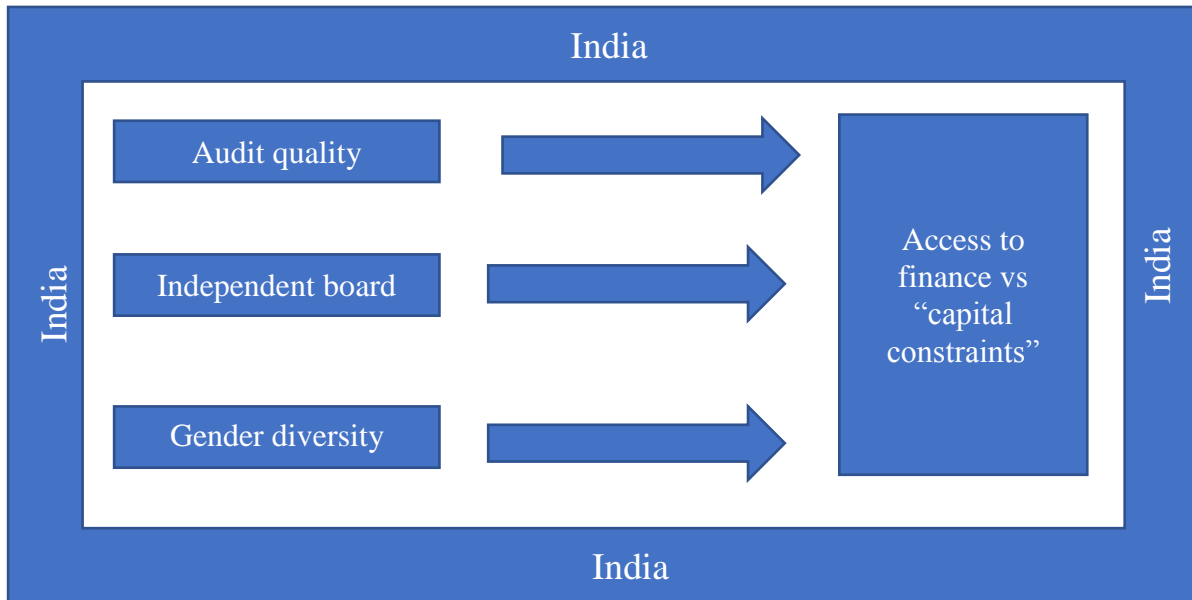 India
Audit quality
Independent board
Gender diversity
Access to
finance vs
“capital
constraints”
India
India
India